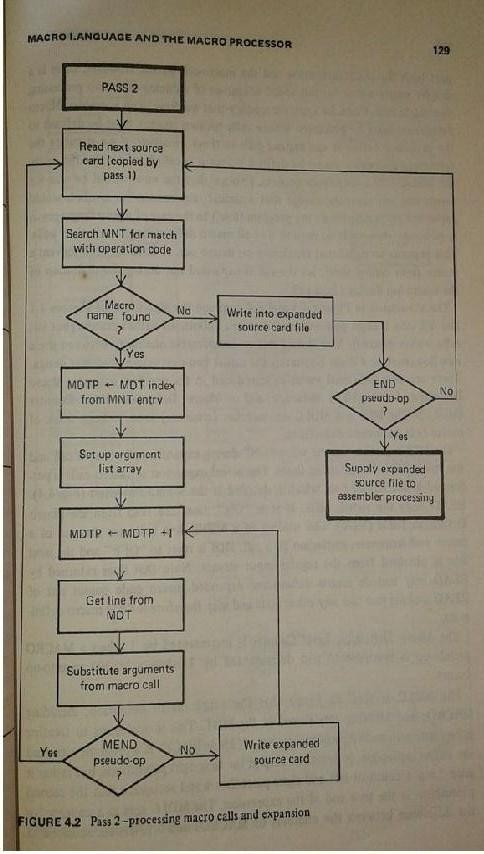 MACRO LANGUAGE AND THE MACRO PROCESSOR
129
PASS 2
Read next source
card (copied by
pass 1)
Search MNT for match
with operation code
Macro
name found
?
No
Write into expanded
source card file
Yes
MDTP ← MDT index
from MNT entry
END
pseudo-op
?
No
Yes
Set up argument
list array
Supply expanded
source file to
assembler processing
MDTP ← MDTP +1
Get line from
MDT
Substitute arguments
from macro call
MEND
pseudo-op
?
Yes
No
Write expanded
source card
FIGURE 4.2 Pass 2–processing macro calls and expansion